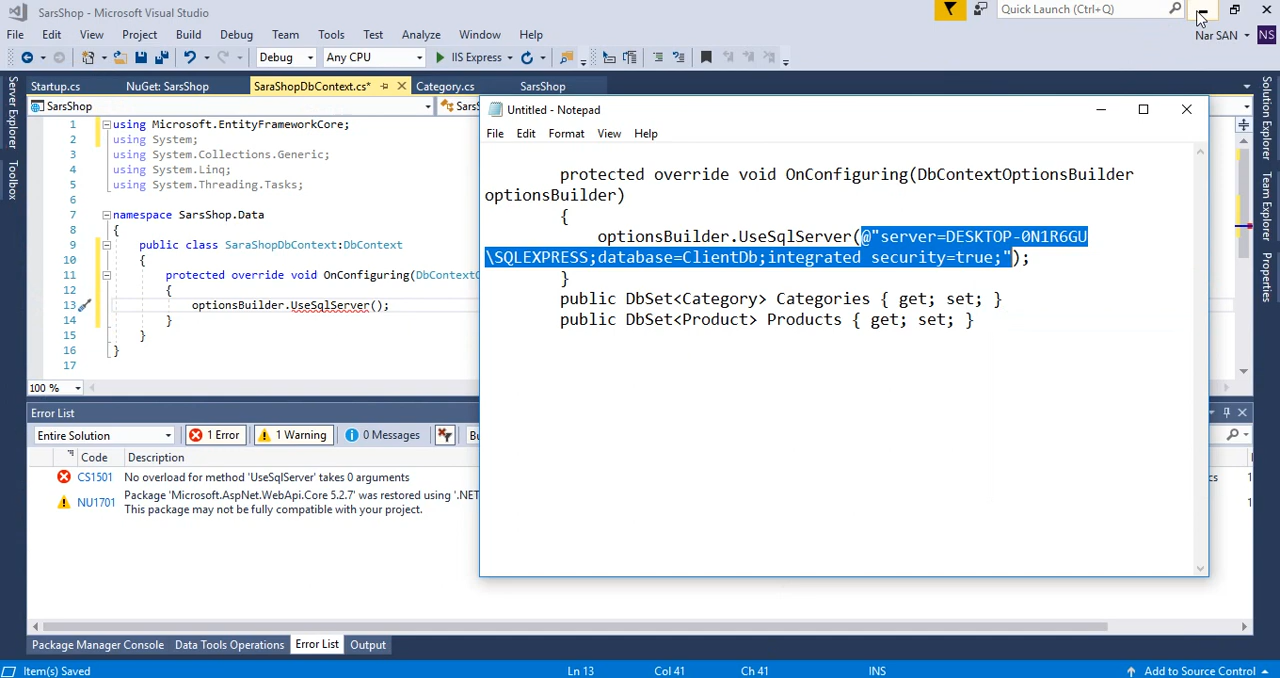 SarsShop - Microsoft Visual Studio
Quick Launch (Ctrl+Q)
File Edit View Project Build Debug Team Tools Test Analyze Window Help
Nar SAN NS
Debug Any CPU IIS Express
Startup.cs NuGet: SarsShop SaraShopDbContext.cs* Category.cs SarsShop
SarsShop
Server Explorer
Toolbox
Solution Explorer
Team Explorer
Properties
1 using Microsoft.EntityFrameworkCore;
2 using System;
3 using System.Collections.Generic;
4 using System.Linq;
5 using System.Threading.Tasks;
6
7 namespace SarsShop.Data
8 {
9 public class SaraShopDbContext:DbContext
10 {
11 protected override void OnConfiguring(DbContextO
12 {
13 optionsBuilder.UseSqlServer();
14 }
15 }
16 }
17
100 %
Untitled - Notepad
File Edit Format View Help
protected override void OnConfiguring(DbContextOptionsBuilder
optionsBuilder)
{
optionsBuilder.UseSqlServer(@"server=DESKTOP-0N1R6GU
\SQLEXPRESS;database=ClientDb;integrated security=true;");
}
public DbSet<Category> Categories { get; set; }
public DbSet<Product> Products { get; set; }
Error List
Entire Solution 1 Error 1 Warning 0 Messages
Code Description
CS1501 No overload for method 'UseSqlServer' takes 0 arguments
NU1701 Package 'Microsoft.AspNet.WebApi.Core 5.2.7' was restored using '.NET
This package may not be fully compatible with your project.
Package Manager Console Data Tools Operations Error List Output
Item(s) Saved Ln 13 Col 41 Ch 41 INS Add to Source Control